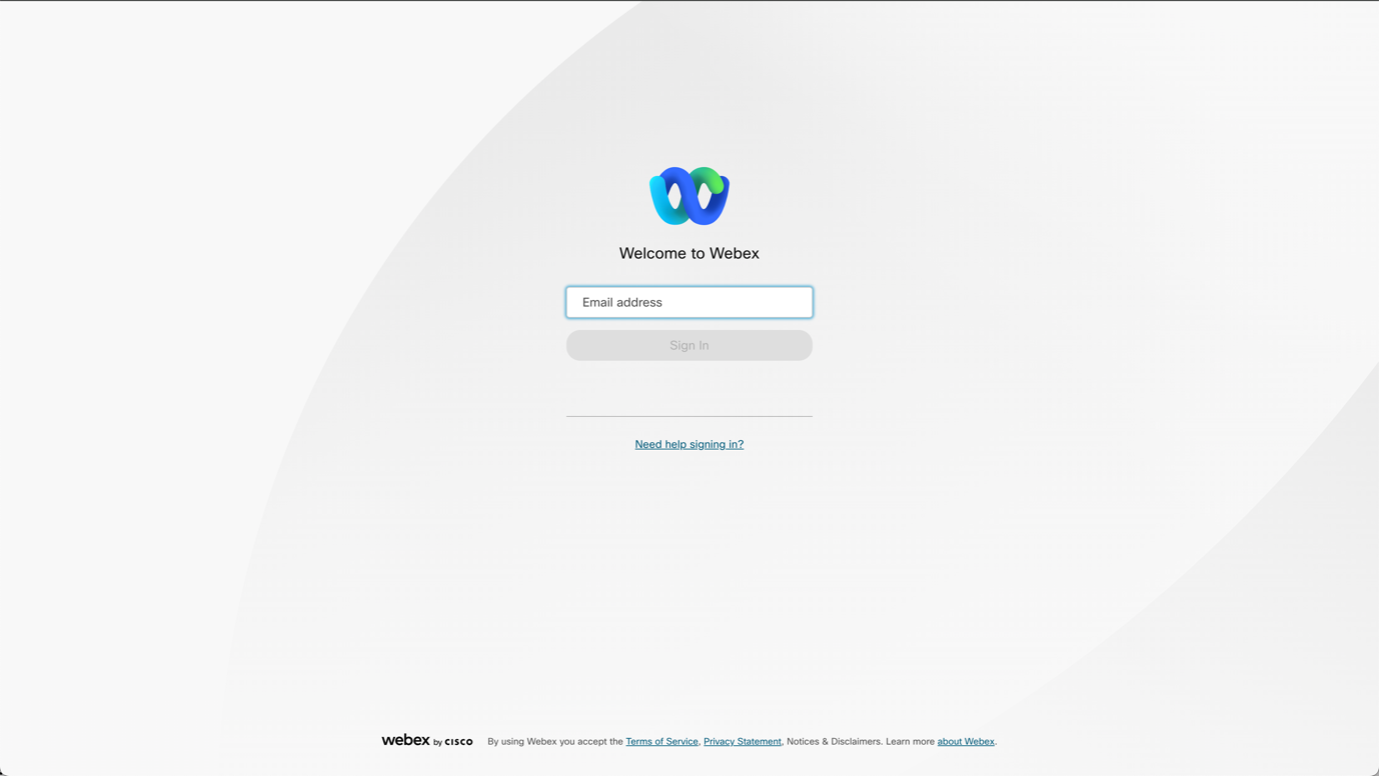 Welcome to Webex
Email address
Sign In
Need help signing in?
webex by CISCO By using Webex you accept the Terms of Service, Privacy Statement, Notices & Disclaimers. Learn more about Webex.